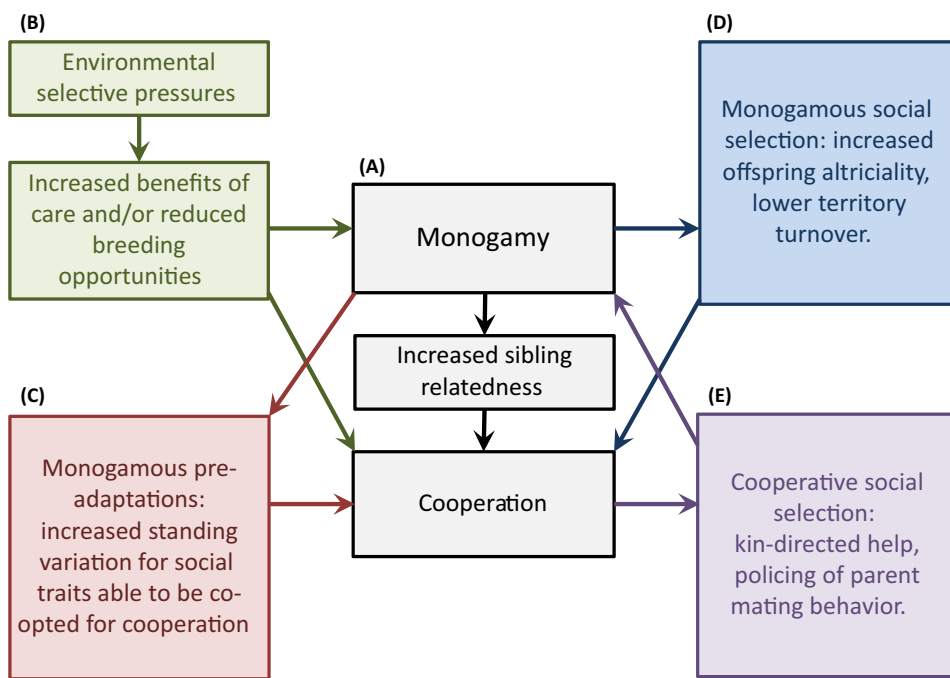 (B)
Environmental
selective pressures
Increased benefits of
care and/or reduced
breeding
opportunities
(A)
Monogamy
Increased sibling
relatedness
Cooperation
(C)
Monogamous pre-
adaptations:
increased standing
variation for social
traits able to be co-
opted for cooperation
(D)
Monogamous social
selection: increased
offspring altriciality,
lower territory
turnover.
(E)
Cooperative social
selection:
kin-directed help,
policing of parent
mating behavior.